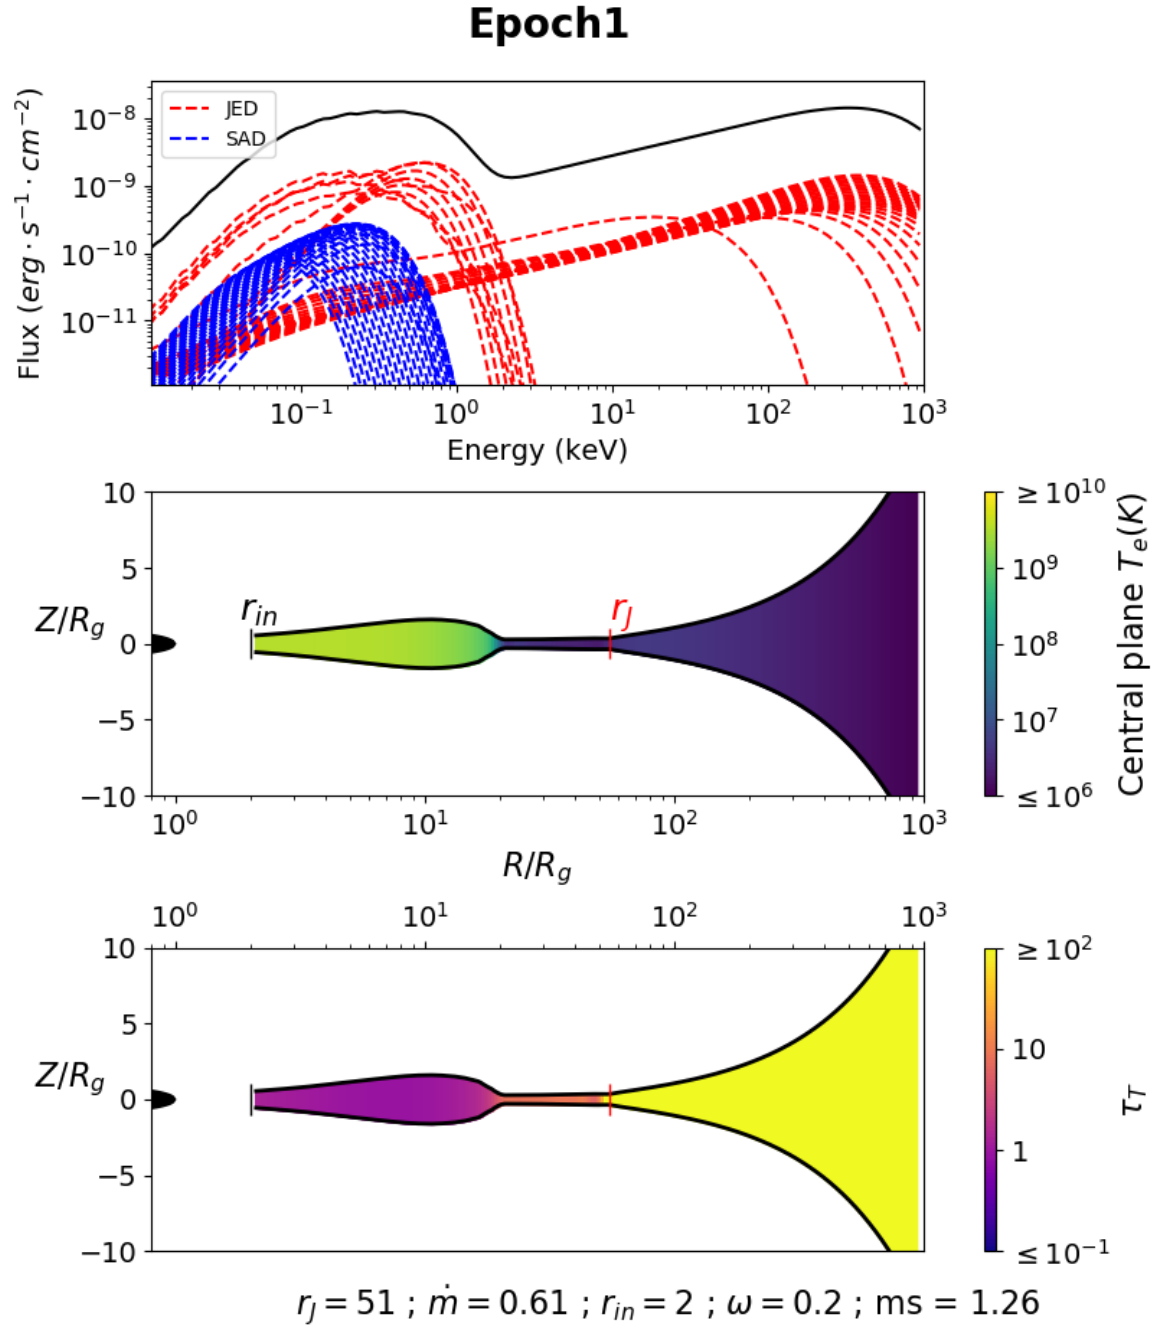 Epoch1
JED
SAD
Flux (erg · s⁻¹ · cm⁻²)
10⁻⁸
10⁻⁹
10⁻¹⁰
10⁻¹¹
10⁻¹ 10⁰ 10¹ 10² 10³
Energy (keV)
10
5
0
−5
−10
Z/R_g
r_in
r_J
10⁰ 10¹ 10² 10³
R/R_g
≥ 10¹⁰
10⁹
10⁸
10⁷
≤ 10⁶
Central plane T_e(K)
10⁰ 10¹ 10² 10³
10
5
0
−5
−10
Z/R_g
≥ 10²
10
1
≤ 10⁻¹
τ_T
r_J = 51 ; ṁ = 0.61 ; r_in = 2 ; ω = 0.2 ; ms = 1.26